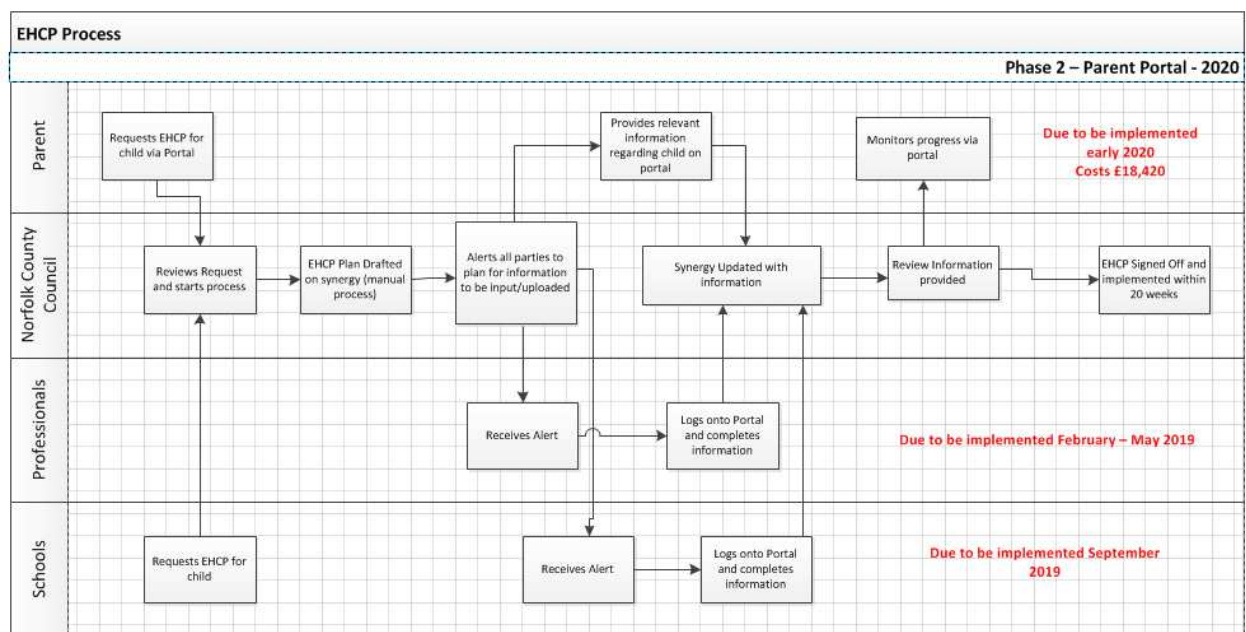 EHCP Process
Phase 2 – Parent Portal - 2020
Parent
Requests EHCP for
child via Portal
Provides relevant
information
regarding child on
portal
Monitors progress via
portal
Due to be implemented
early 2020
Costs £18,420
Norfolk County
Council
Reviews Request
and starts process
EHCP Plan Drafted
on synergy (manual
process)
Alerts all parties to
plan for information
to be input/uploaded
Synergy Updated with
information
Review Information
provided
EHCP Signed Off and
implemented within
20 weeks
Professionals
Receives Alert
Logs onto Portal
and completes
information
Due to be implemented February – May 2019
Schools
Requests EHCP for
child
Receives Alert
Logs onto Portal
and completes
information
Due to be implemented September
2019